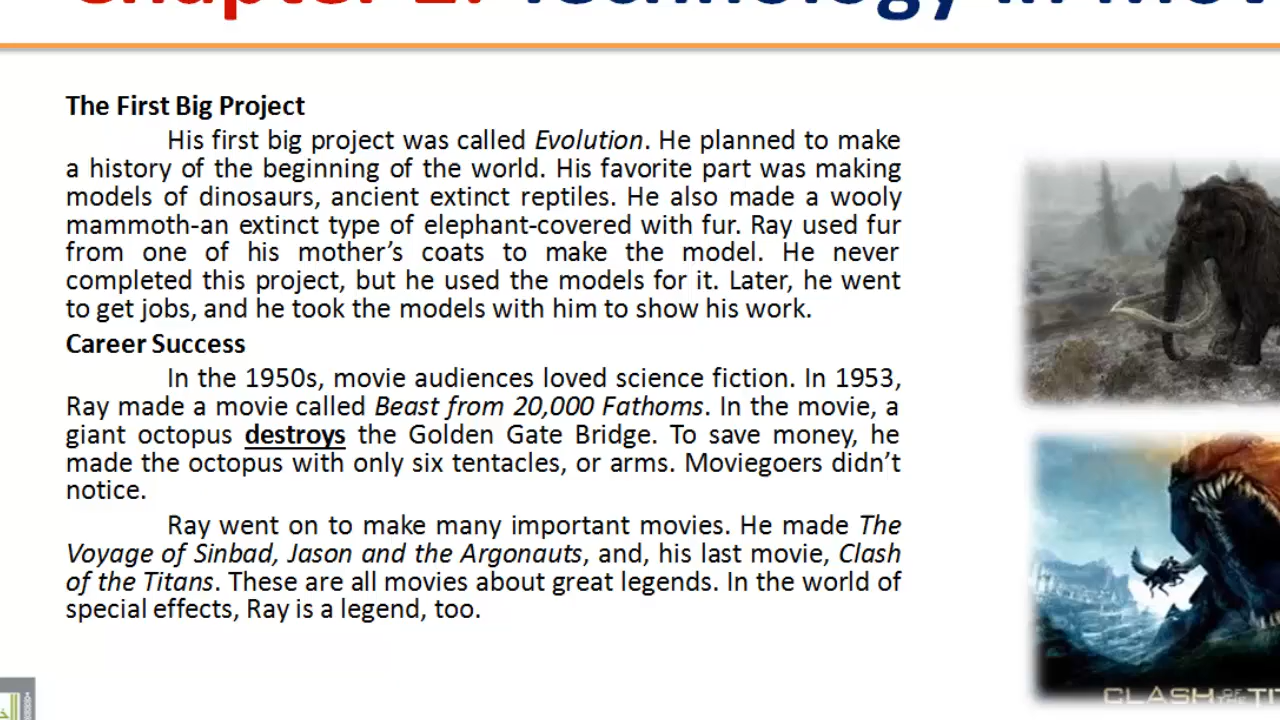 Chapter 2: Technology in Mov
The First Big Project
His first big project was called Evolution. He planned to make
a history of the beginning of the world. His favorite part was making
models of dinosaurs, ancient extinct reptiles. He also made a wooly
mammoth-an extinct type of elephant-covered with fur. Ray used fur
from one of his mother's coats to make the model. He never
completed this project, but he used the models for it. Later, he went
to get jobs, and he took the models with him to show his work.
Career Success
In the 1950s, movie audiences loved science fiction. In 1953,
Ray made a movie called Beast from 20,000 Fathoms. In the movie, a
giant octopus destroys the Golden Gate Bridge. To save money, he
made the octopus with only six tentacles, or arms. Moviegoers didn't
notice.
Ray went on to make many important movies. He made The
Voyage of Sinbad, Jason and the Argonauts, and, his last movie, Clash
of the Titans. These are all movies about great legends. In the world of
special effects, Ray is a legend, too.
CLASH OF THE TI